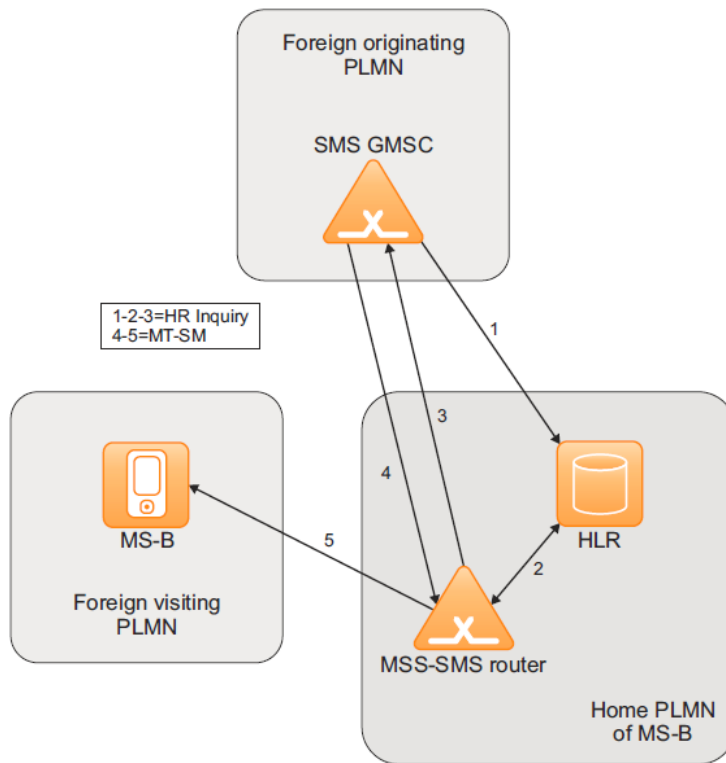 Foreign originating
PLMN
SMS GMSC
1-2-3=HR Inquiry
4-5=MT-SM
1
3
4
MS-B
5
HLR
2
Foreign visiting
PLMN
MSS-SMS router
Home PLMN
of MS-B